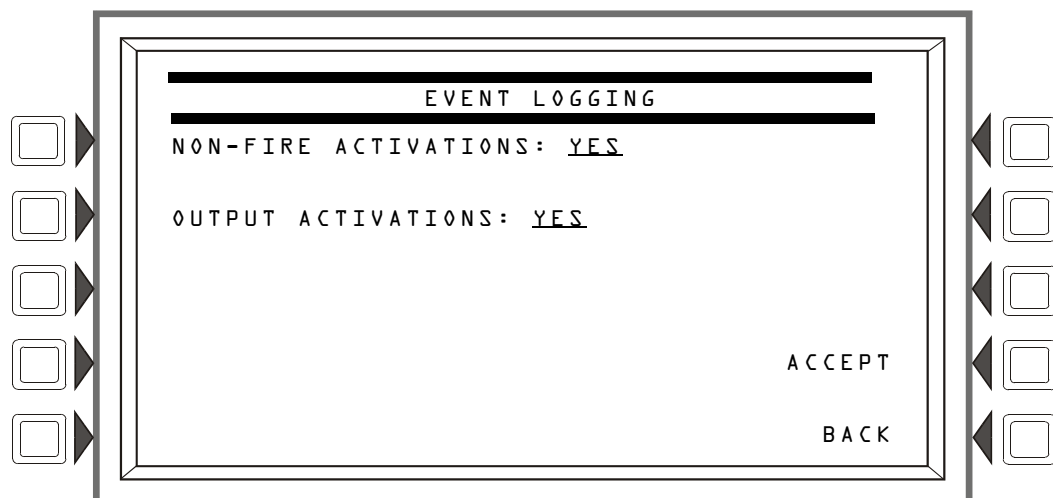 EVENT LOGGING
NON-FIRE ACTIVATIONS: YES
OUTPUT ACTIVATIONS: YES
ACCEPT
BACK